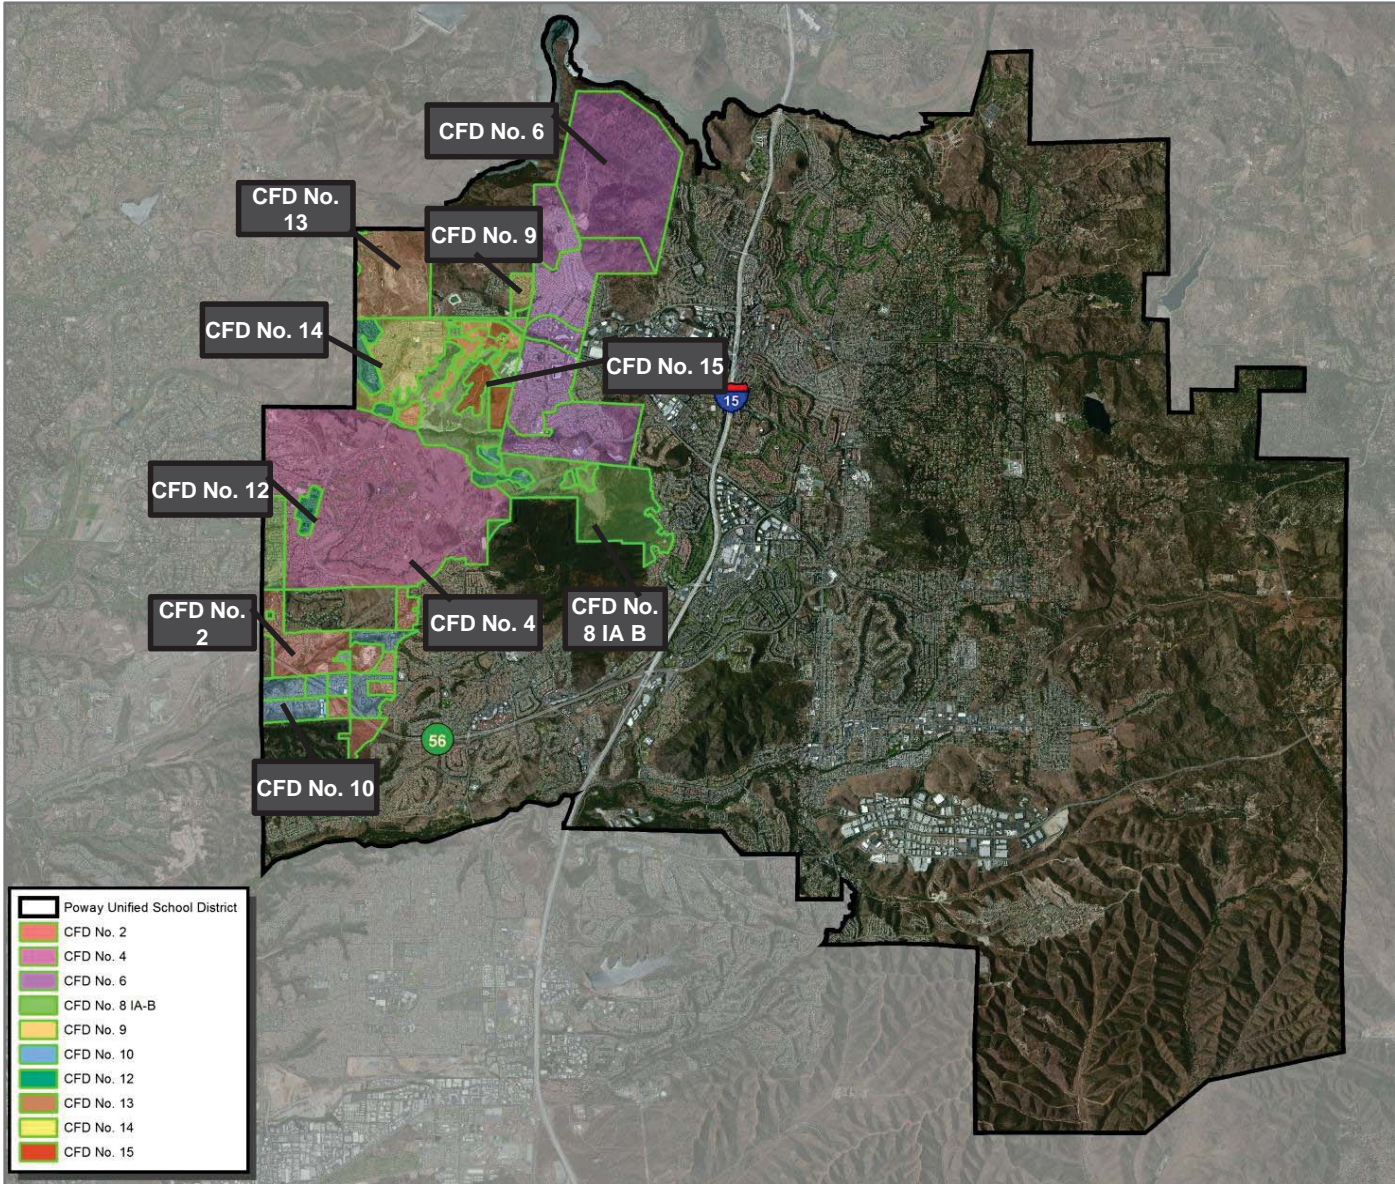 CFD No. 6
CFD No.
13
CFD No. 9
CFD No. 14
CFD No. 15
15
CFD No. 12
CFD No.
2
CFD No. 4
CFD No.
8 IA B
56
CFD No. 10
Poway Unified School District
CFD No. 2
CFD No. 4
CFD No. 6
CFD No. 8 IA-B
CFD No. 9
CFD No. 10
CFD No. 12
CFD No. 13
CFD No. 14
CFD No. 15